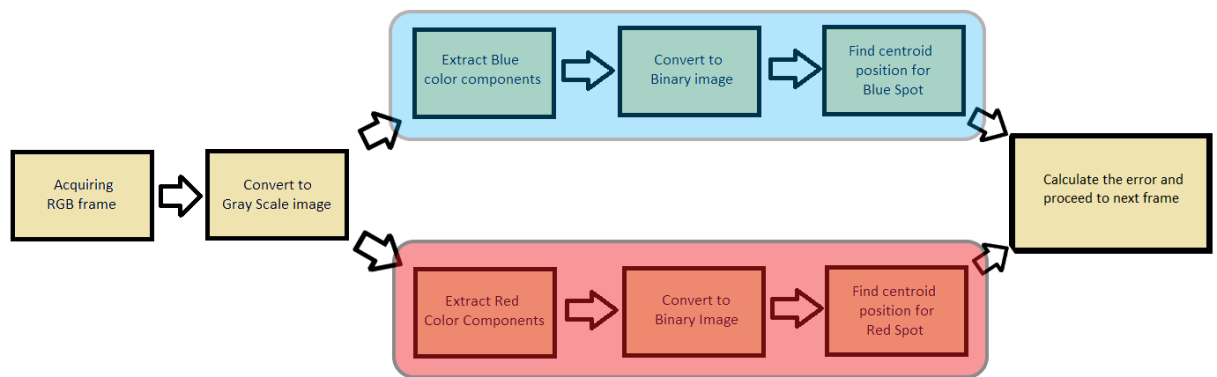 Acquiring
RGB frame
Convert to
Gray Scale image
Extract Blue
color components
Convert to
Binary image
Find centroid
position for
Blue Spot
Extract Red
Color Components
Convert to
Binary Image
Find centroid
position for
Red Spot
Calculate the error and
proceed to next frame